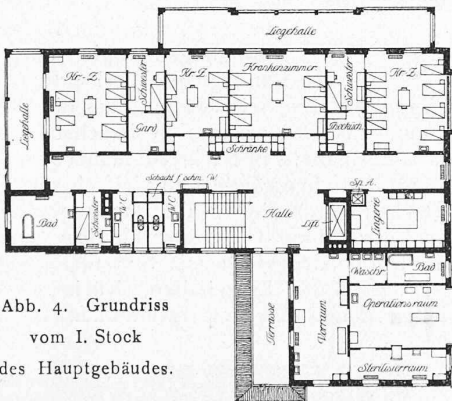 Liegehalle
Liegehalle
Kr.-Z.
Schwester
Gard
Kr Z
Krankenzimmer
Schwester
Theeküch.
Kr-Z
Schränke
Schacht f schm. W.
Sp. A.
Bad
Schwester
W C
W C
Halle
Lift
Lingerie
Terrasse
Vorraum
Waschr
Bad
Operationsraum
Sterilisierraum
Abb. 4. Grundriss
vom I. Stock
des Hauptgebäudes.